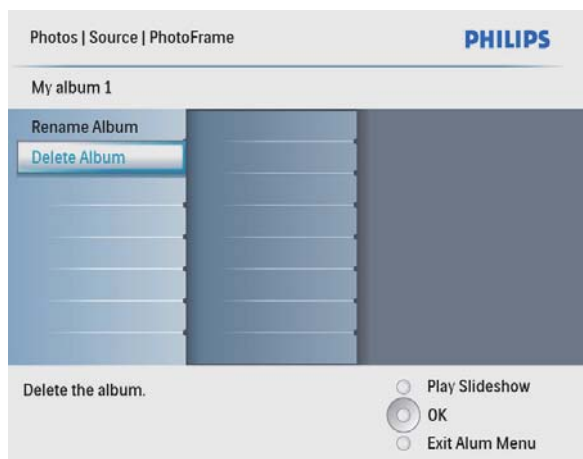 Photos | Source | PhotoFrame
PHILIPS
My album 1
Rename Album
Delete Album
Delete the album.
Play Slideshow
OK
Exit Alum Menu